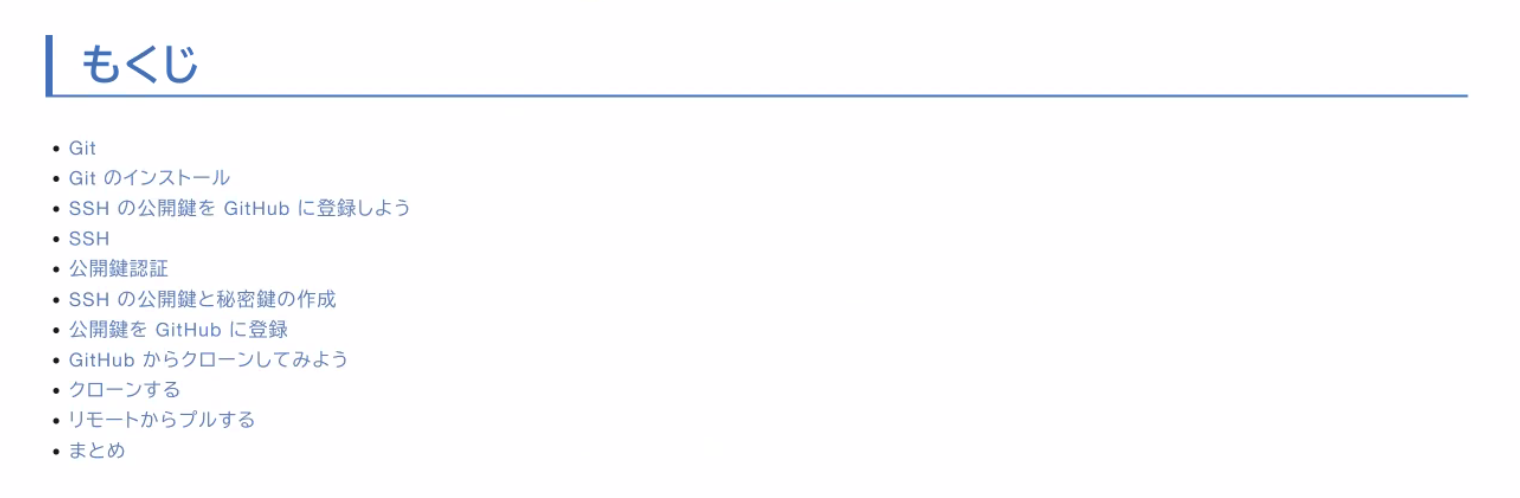 もくじ
Git
Git のインストール
SSH の公開鍵を GitHub に登録しよう
SSH
公開鍵認証
SSH の公開鍵と秘密鍵の作成
公開鍵を GitHub に登録
GitHub からクローンしてみよう
クローンする
リモートからプルする
まとめ